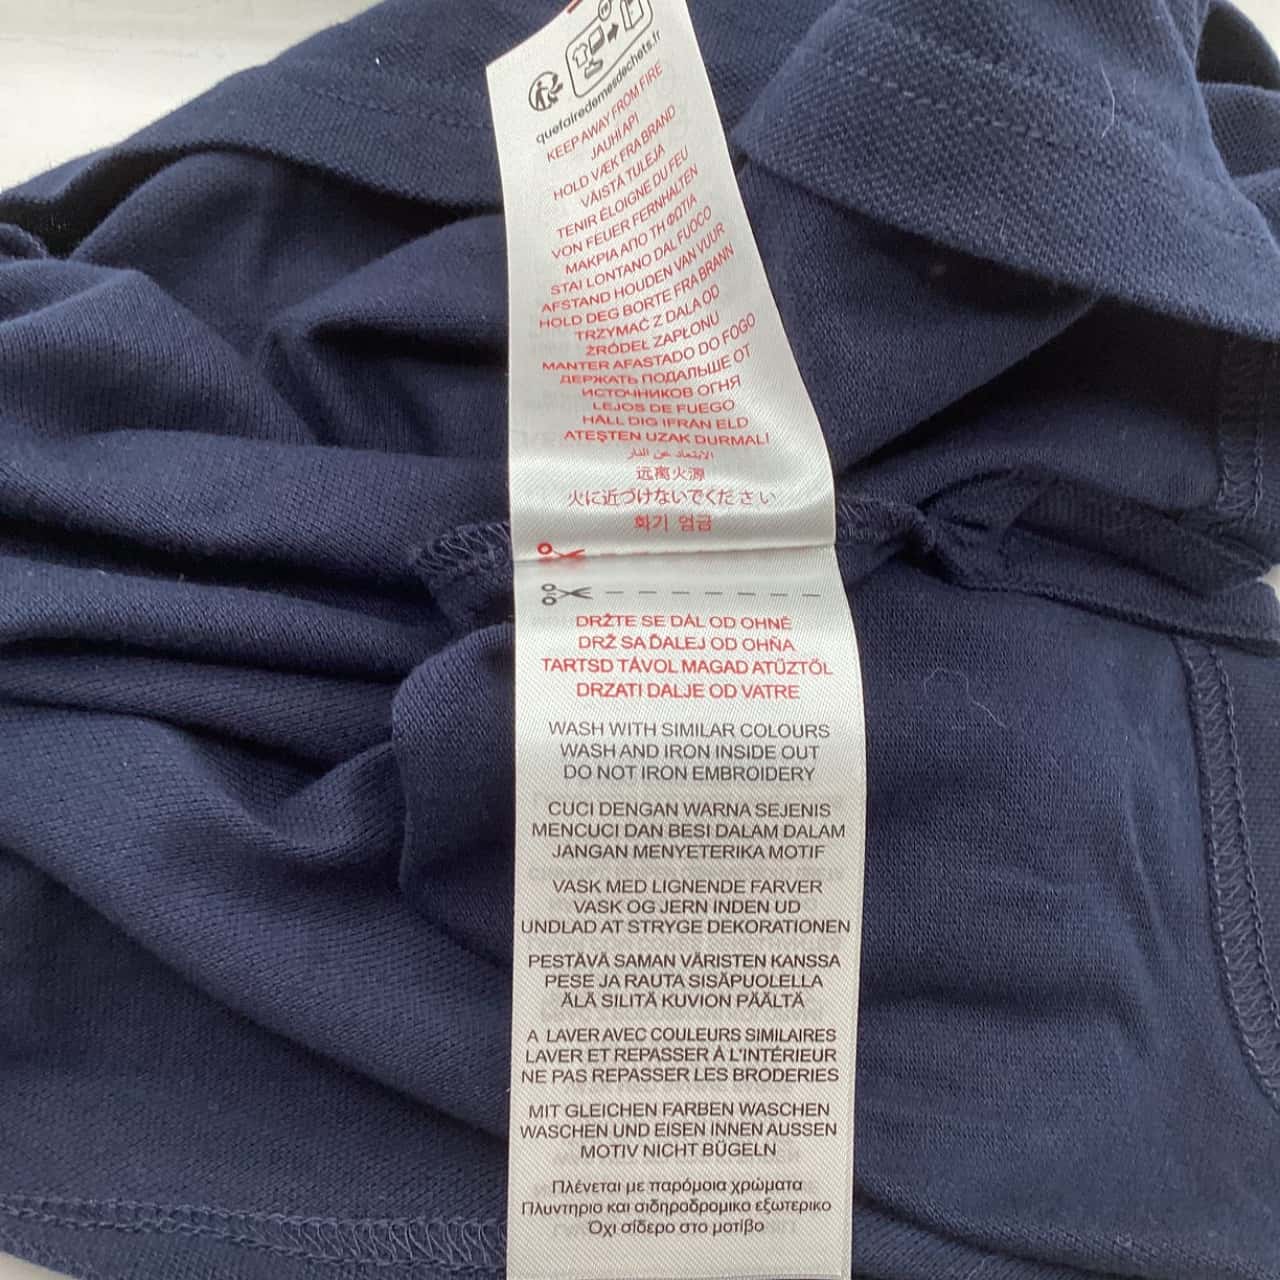 quefairedemesdechets.fr
KEEP AWAY FROM FIRE
JAUHI API
HOLD VÆK FRA BRAND
VÄISTÄ TULEJA
TENIR ÉLOIGNE DU FEU
VON FEUER FERNHALTEN
ΜΑΚΡΙΑ ΑΠΟ ΤΗ ΦΩΤΙΑ
STAI LONTANO DAL FUOCO
AFSTAND HOUDEN VAN VUUR
HOLD DEG BORTE FRA BRANN
TRZYMAĆ Z DALA OD
ŹRÓDEŁ ZAPŁONU
MANTER AFASTADO DO FOGO
ДЕРЖАТЬ ПОДАЛЬШЕ ОТ
ИСТОЧНИКОВ ОГНЯ
LEJOS DE FUEGO
HÅLL DIG IFRAN ELD
ATEŞTEN UZAK DURMALI
الابتعاد عن النار
远离火源
火に近づけないでください
화기 엄금
DRŽTE SE DÁL OD OHNĚ
DRŽ SA ĎALEJ OD OHŇA
TARTSD TÁVOL MAGAD ATÜZTŐL
DRZATI DALJE OD VATRE
WASH WITH SIMILAR COLOURS
WASH AND IRON INSIDE OUT
DO NOT IRON EMBROIDERY
CUCI DENGAN WARNA SEJENIS
MENCUCI DAN BESI DALAM DALAM
JANGAN MENYETERIKA MOTIF
VASK MED LIGNENDE FARVER
VASK OG JERN INDEN UD
UNDLAD AT STRYGE DEKORATIONEN
PESTÄVÄ SAMAN VÄRISTEN KANSSA
PESE JA RAUTA SISÄPUOLELLA
ÄLÄ SILITÄ KUVION PÄÄLTÄ
A LAVER AVEC COULEURS SIMILAIRES
LAVER ET REPASSER À L'INTÉRIEUR
NE PAS REPASSER LES BRODERIES
MIT GLEICHEN FARBEN WASCHEN
WASCHEN UND EISEN INNEN AUSSEN
MOTIV NICHT BÜGELN
Πλένεται με παρόμοια χρώματα
Πλυντηριο και σιδηροδρομικο εξωτερικο
Όχι σίδερο στο μοτίβο